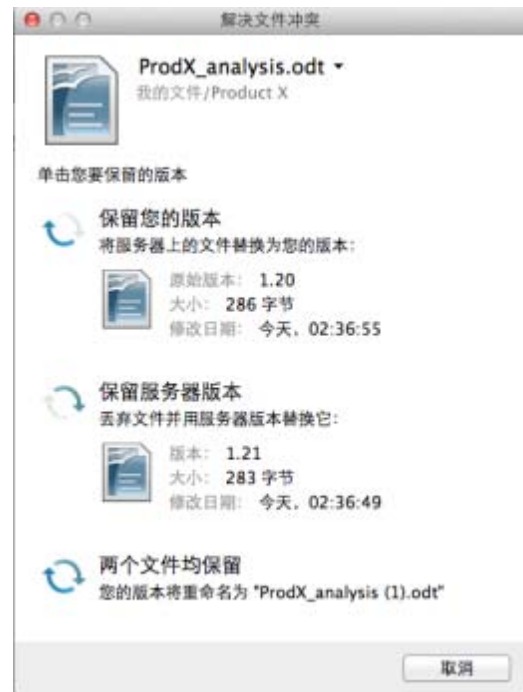 解决文件冲突
ProdX_analysis.odt
我的文件/Product X
单击您要保留的版本
保留您的版本
将服务器上的文件替换为您的版本：
原始版本： 1.20
大小： 286 字节
修改日期： 今天，02:36:55
保留服务器版本
丢弃文件并用服务器版本替换它：
版本： 1.21
大小： 283 字节
修改日期： 今天，02:36:49
两个文件均保留
您的版本将重命名为 "ProdX_analysis (1).odt"
取消